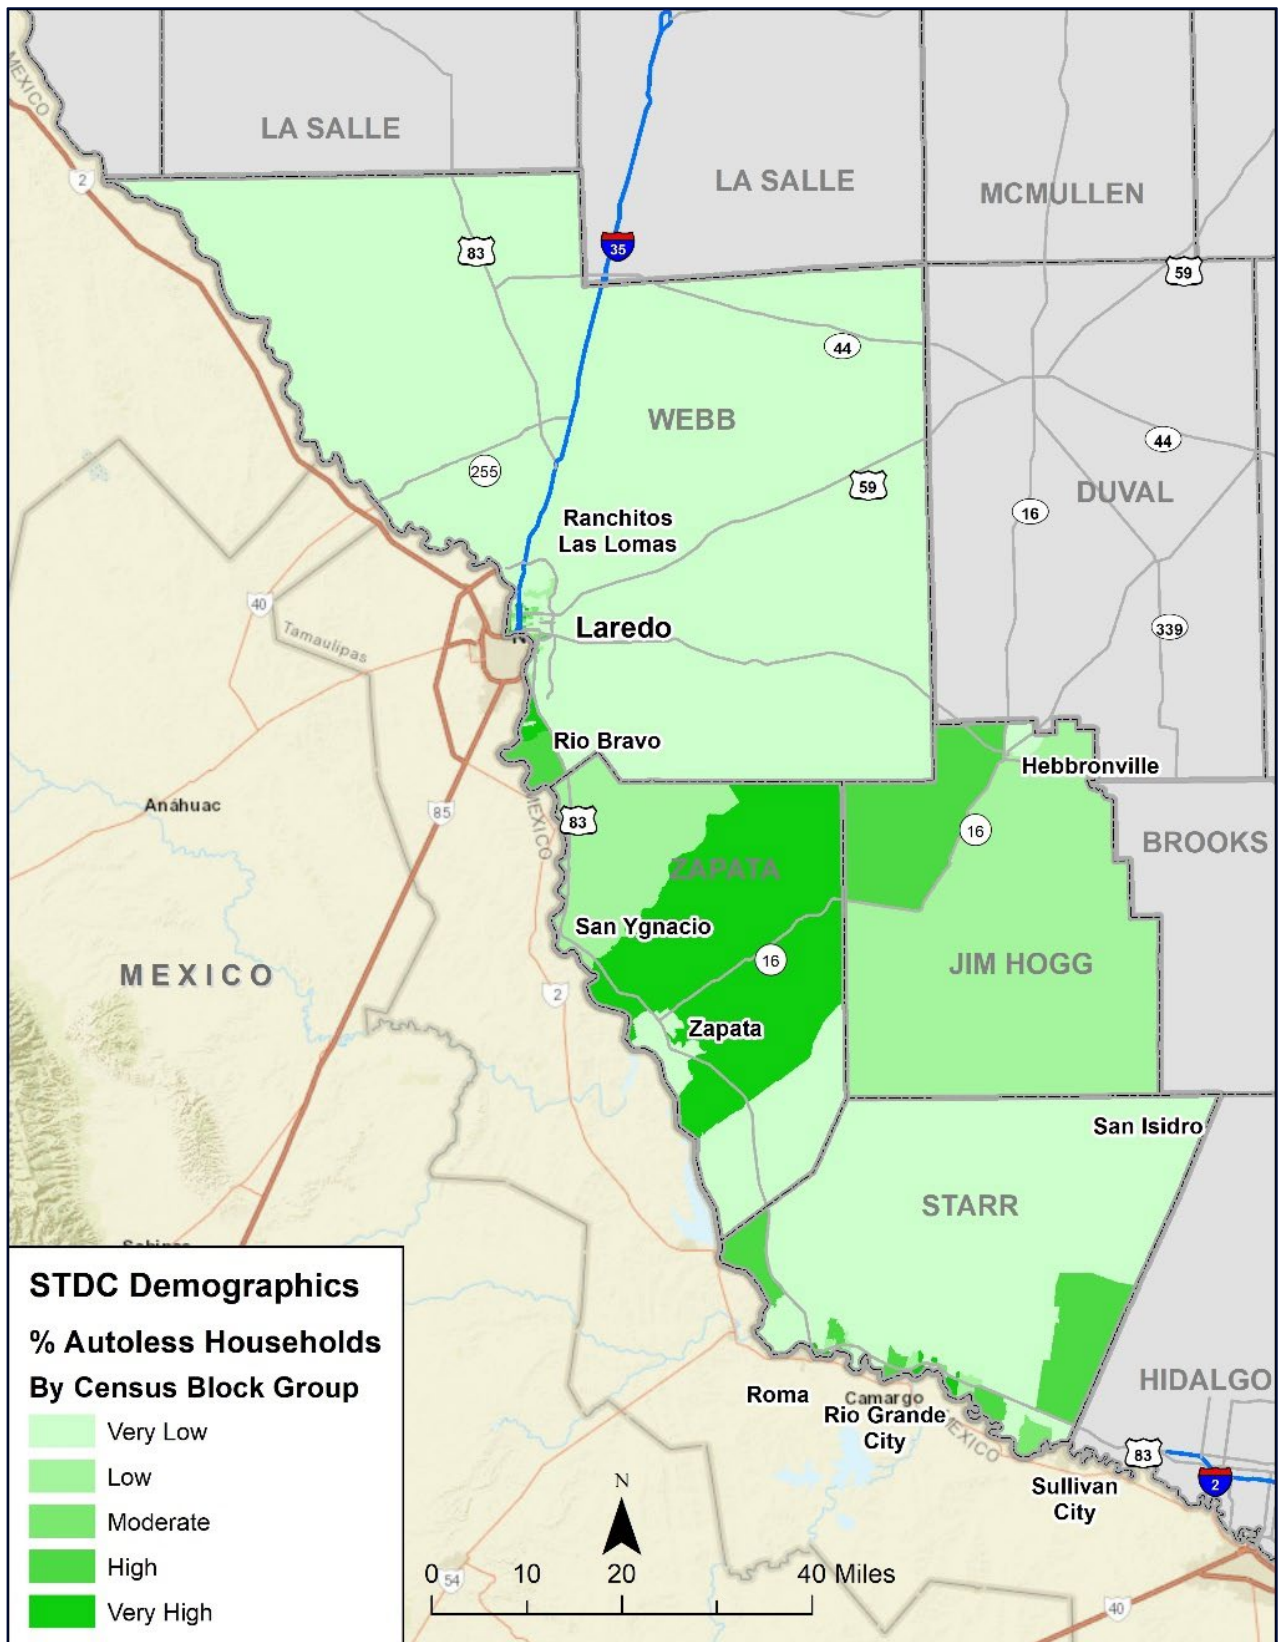 MEXICO
LA SALLE
2
LA SALLE
MCMULLEN
83
35
59
44
WEBB
44
255
59
DUVAL
16
Ranchitos
Las Lomas
40
Tamaulipas
Laredo
339
Rio Bravo
Hebbronville
Anáhuac
85
MEXICO
83
16
BROOKS
ZAPATA
San Ygnacio
16
JIM HOGG
MEXICO
2
Zapata
San Isidro
STARR
HIDALGO
Roma
Camargo
Rio Grande
City
MEXICO
83
2
Sullivan
City
STDC Demographics
% Autoless Households
By Census Block Group
Very Low
Low
Moderate
High
Very High
N
0 10 20 40 Miles
54
40